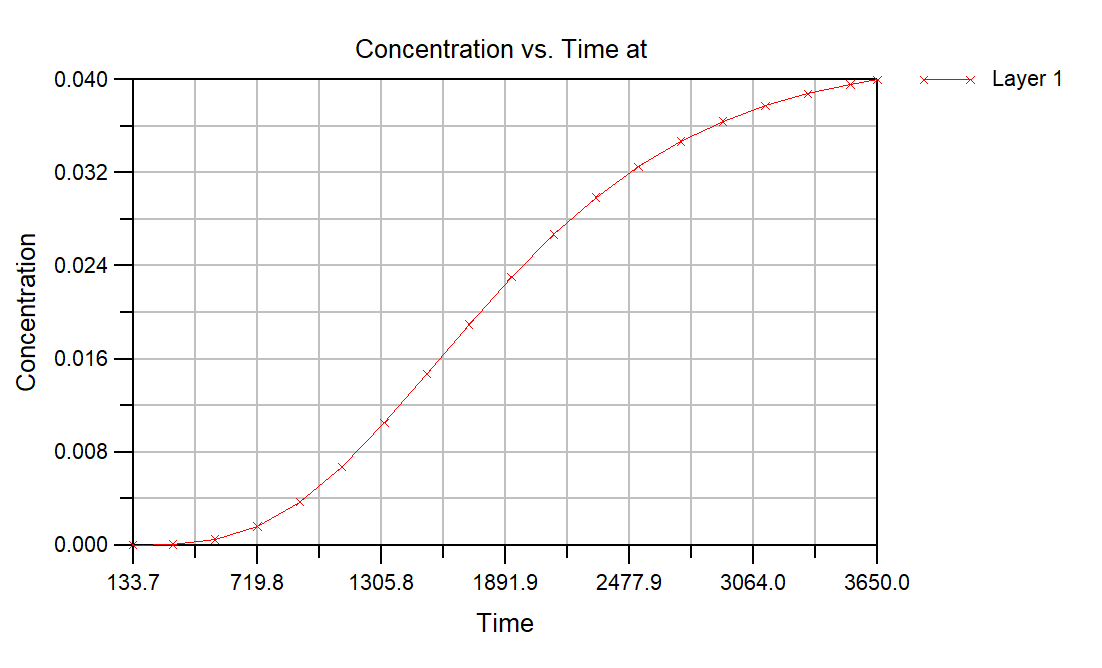 Concentration vs. Time at
Layer 1
Concentration
0.040
0.032
0.024
0.016
0.008
0.000
133.7 719.8 1305.8 1891.9 2477.9 3064.0 3650.0
Time